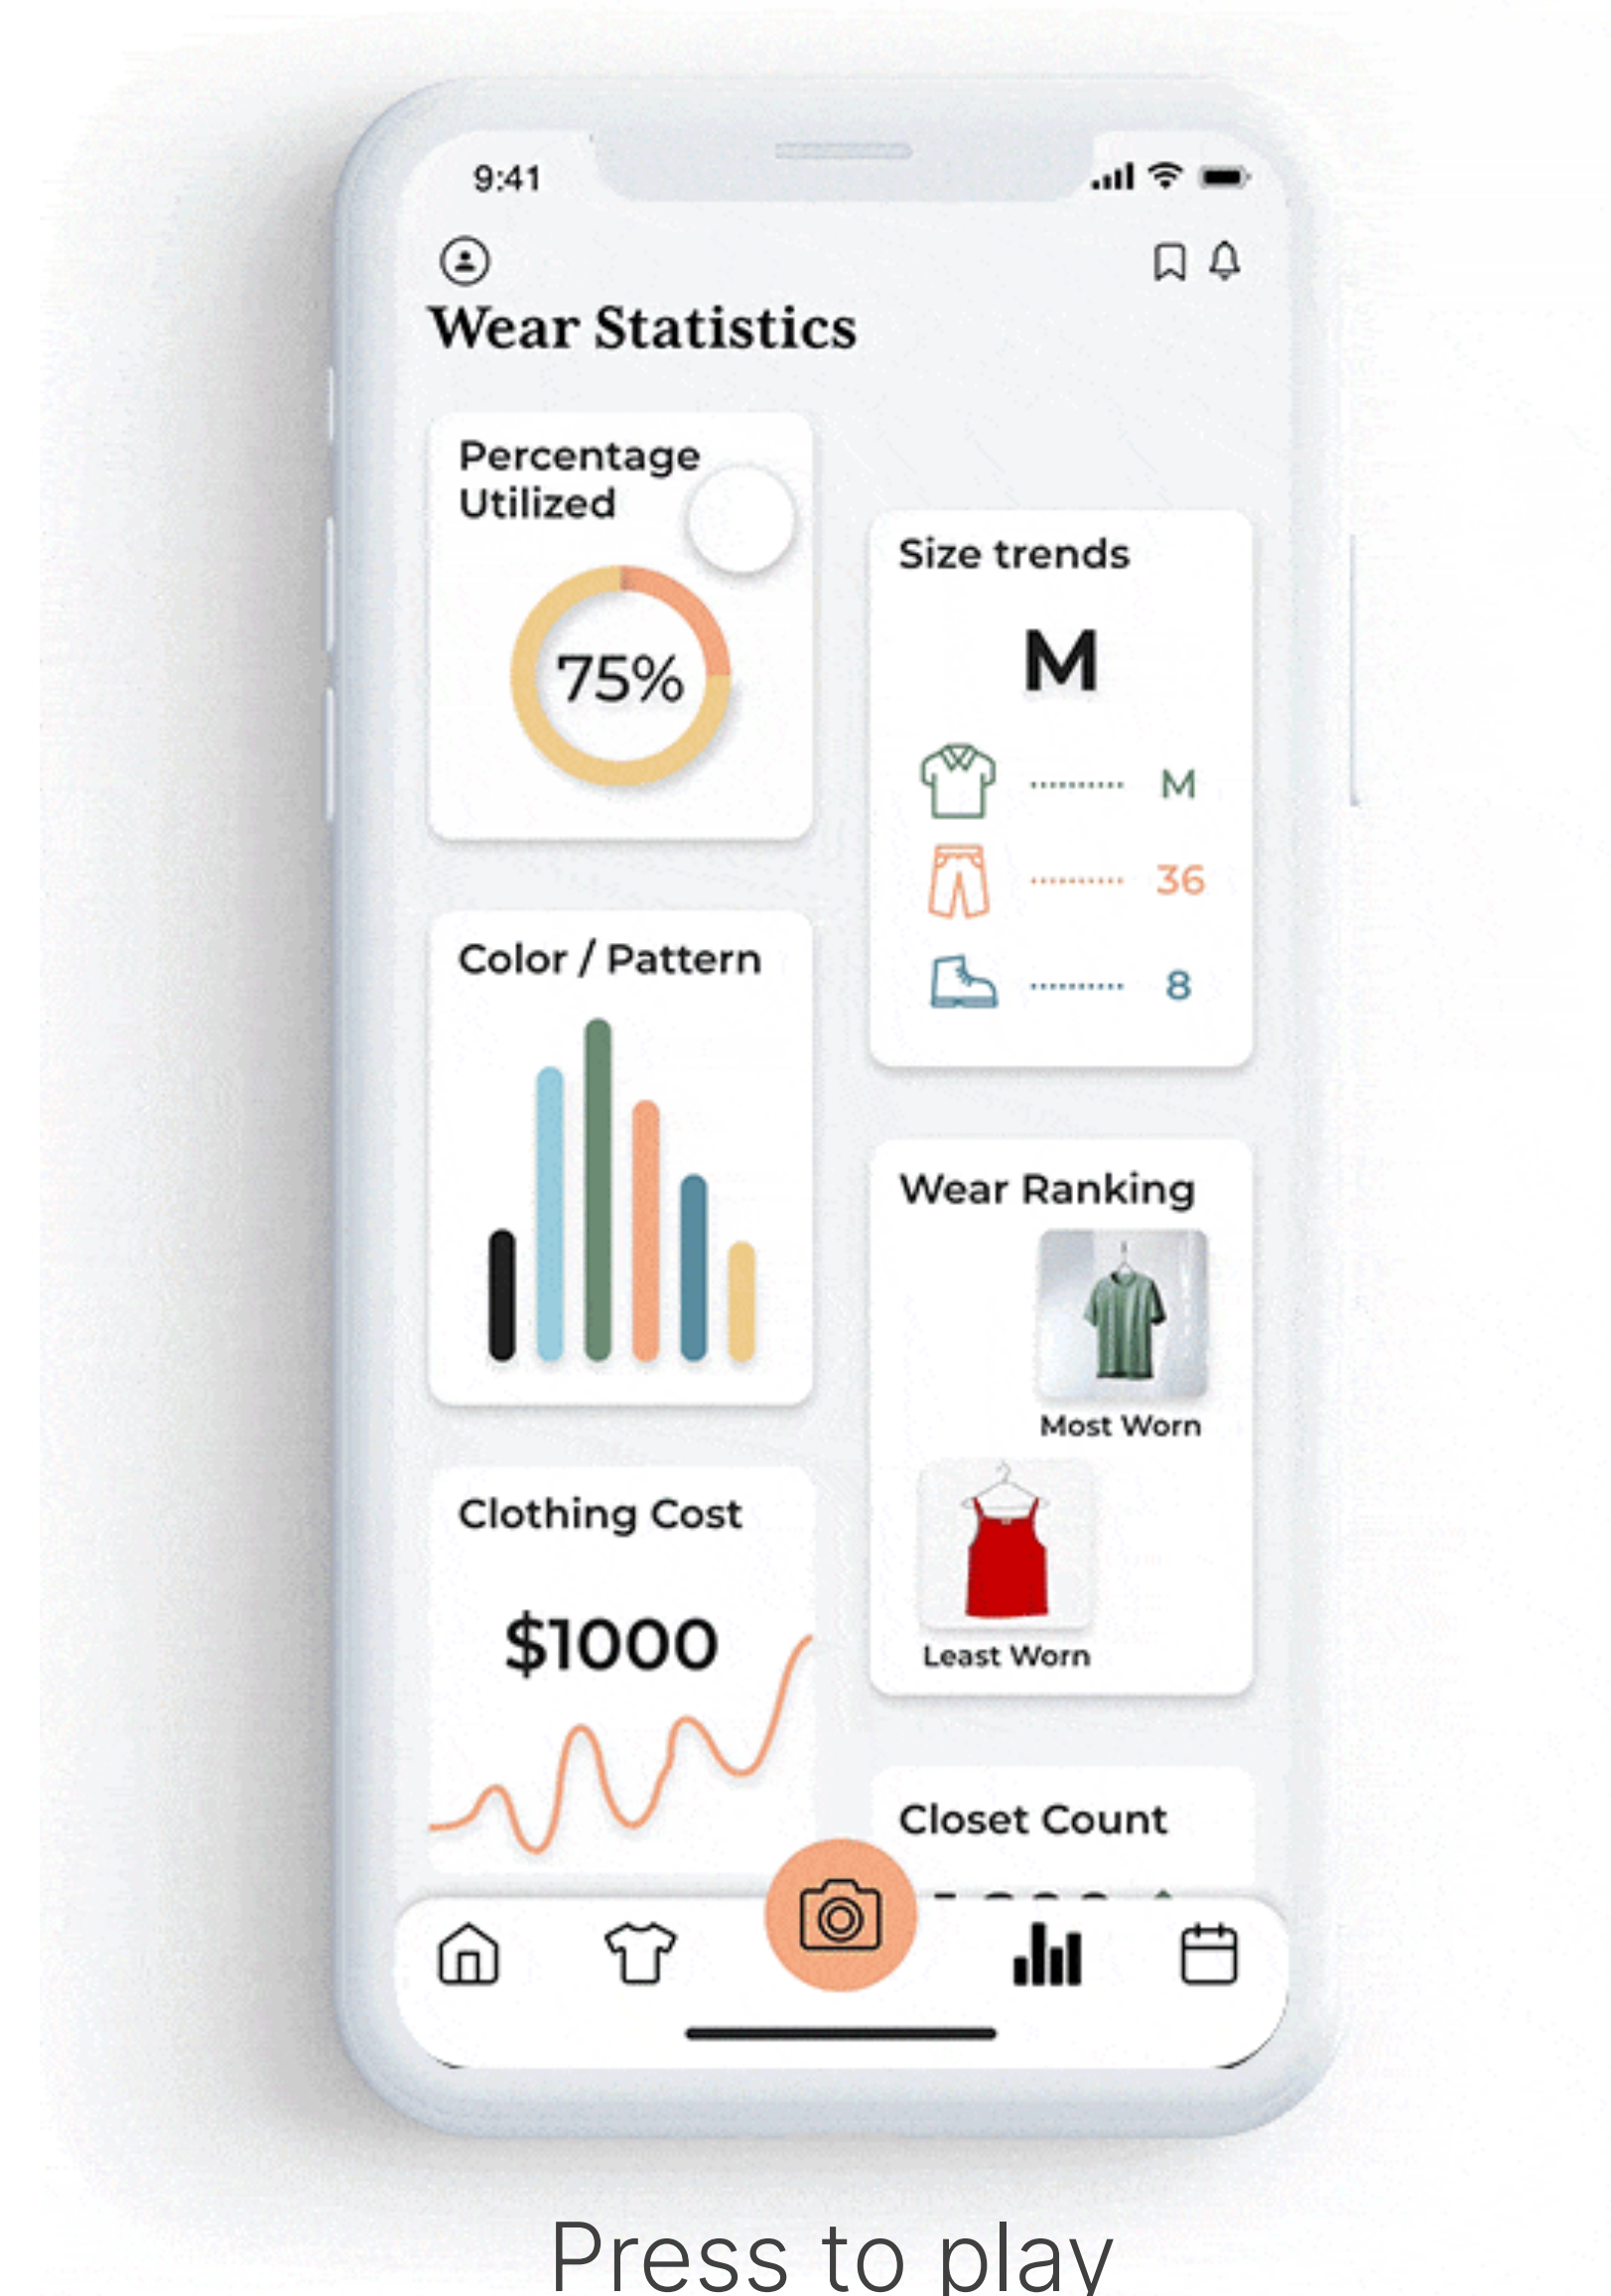 9:41
Wear Statistics
Percentage
Utilized
75%
Size trends
M
M
36
8
Color / Pattern
Wear Ranking
Most Worn
Least Worn
Clothing Cost
$1000
Closet Count
Press to play